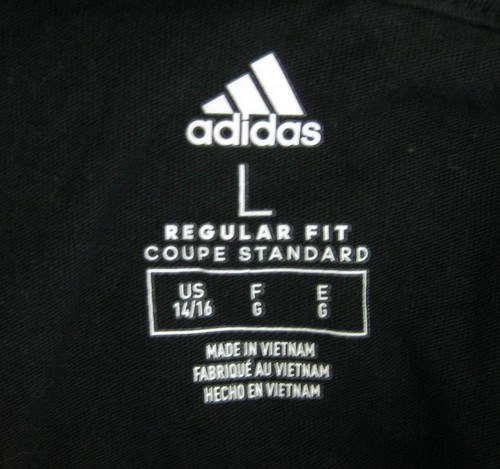 adidas
L
REGULAR FIT
COUPE STANDARD
US F E
14/16 G G
MADE IN VIETNAM
FABRIQUÉ AU VIETNAM
HECHO EN VIETNAM